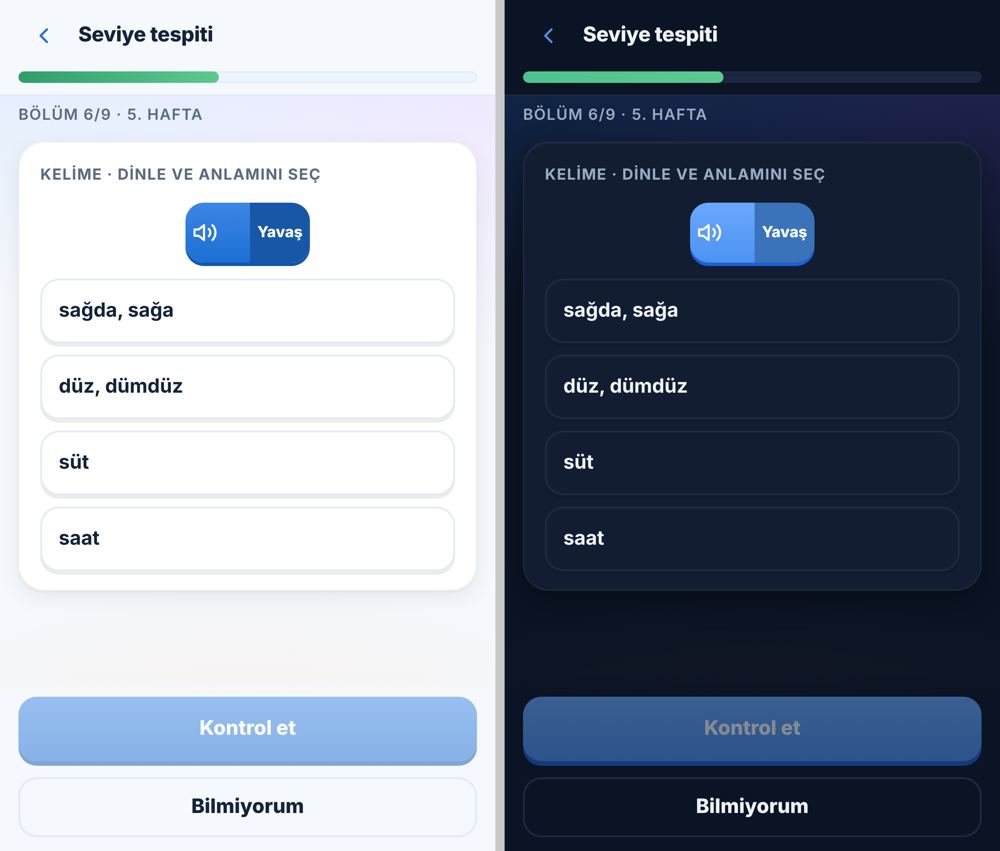 Seviye tespiti
BÖLÜM 6/9 · 5. HAFTA
KELİME · DİNLE VE ANLAMINI SEÇ
Yavaş
sağda, sağa
düz, dümdüz
süt
saat
Kontrol et
Bilmiyorum
Seviye tespiti
BÖLÜM 6/9 · 5. HAFTA
KELİME · DİNLE VE ANLAMINI SEÇ
Yavaş
sağda, sağa
düz, dümdüz
süt
saat
Kontrol et
Bilmiyorum